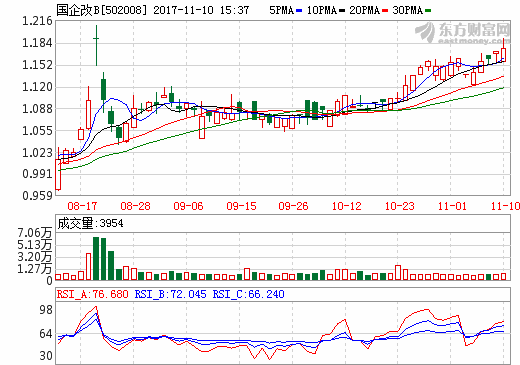 国企改B[502008] 2017-11-10 15:37 5PMA 10PMA 20PMA 30PMA
东方财富网
eastmoney.com
1.216
1.184
1.152
1.120
1.088
1.055
1.023
0.991
0.959
08-17 08-28 09-06 09-15 09-26 10-12 10-23 11-01 11-10
成交量:3954
7.06万
5.13万
3.20万
1.27万
0
RSI_A:76.680 RSI_B:72.045 RSI_C:66.240
98
64
30